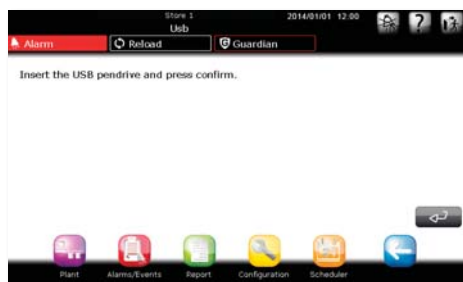 Store 1
2014/01/01 12:00
Usb
Alarm
Reload
Guardian
Insert the USB pendrive and press confirm.
Plant
Alarms/Events
Report
Configuration
Scheduler